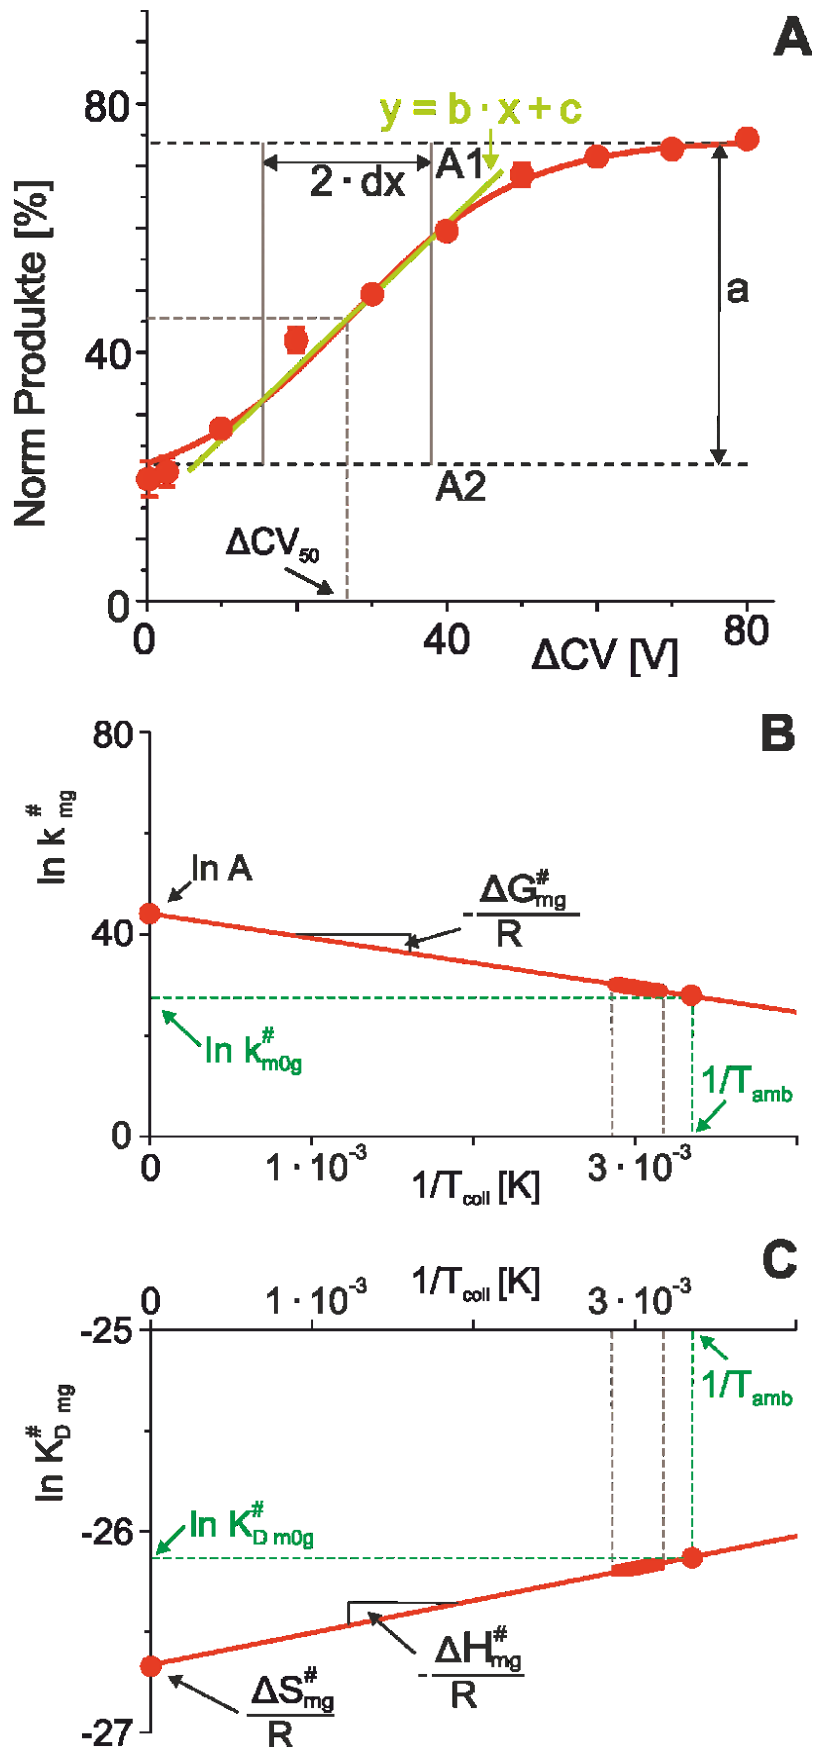 A
80
y = b · x + c
A1
2 · dx
Norm Produkte [%]
a
40
A2
ΔCV50
0
0
40
80
ΔCV [V]
B
80
ln k#mg
ln A
-ΔG#mg
R
40
ln k#m0g
1/Tamb
0
0
1 · 10-3
1/Tcoll [K]
3 · 10-3
C
0
1 · 10-3
1/Tcoll [K]
3 · 10-3
-25
1/Tamb
ln K#D mg
ln K#D m0g
-26
-ΔH#mg
R
ΔS#mg
R
-27